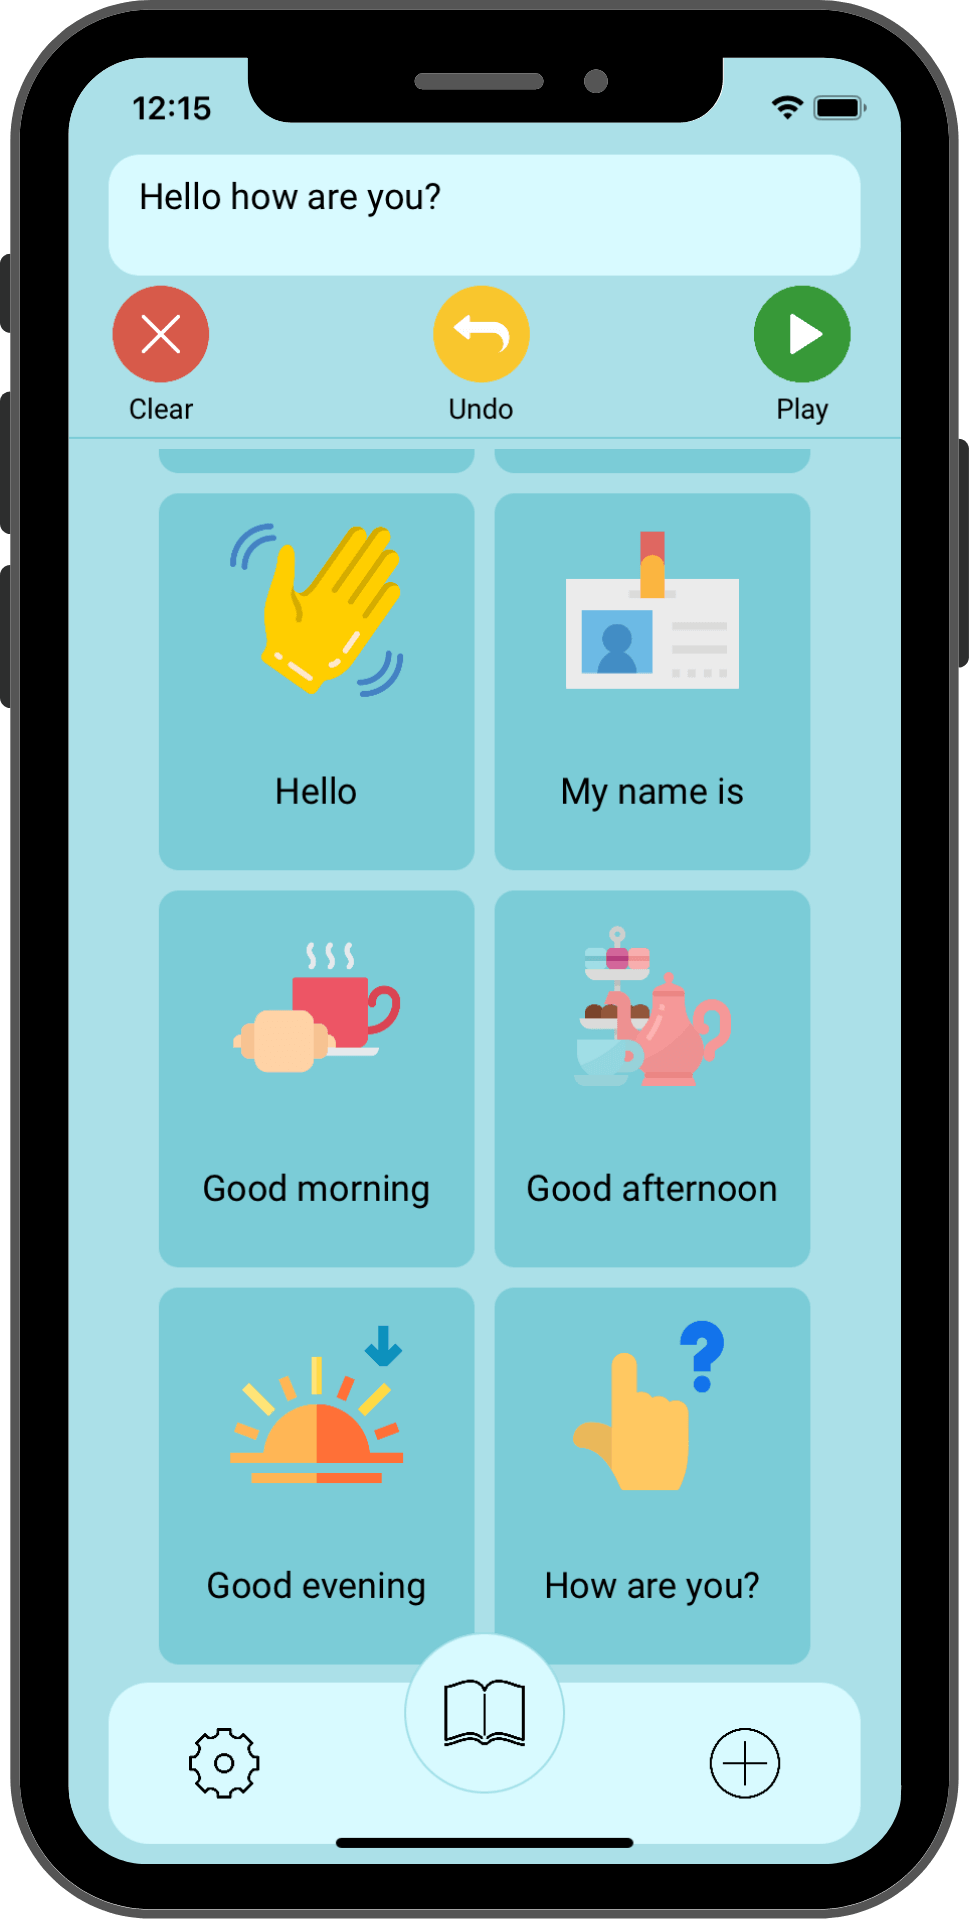 12:15
Hello how are you?
Clear
Undo
Play
Hello
My name is
Good morning
Good afternoon
Good evening
How are you?